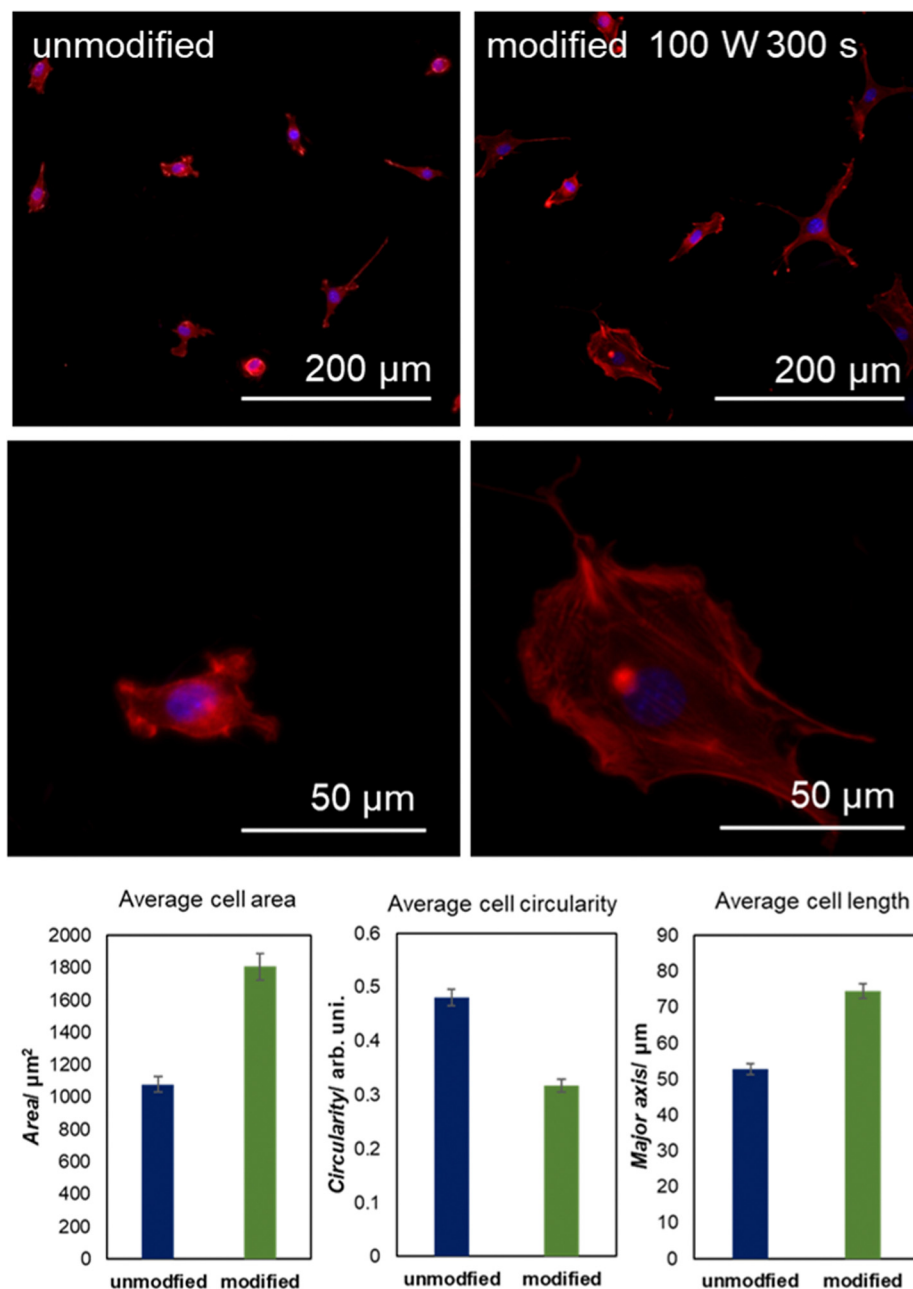 unmodified
modified 100 W 300 s
200 µm
200 µm
50 µm
50 µm
Average cell area
Average cell circularity
Average cell length
Area/ µm²
2000
1800
1600
1400
1200
1000
800
600
400
200
0
unmodfied modified
Circularity/ arb. uni.
0.6
0.5
0.4
0.3
0.2
0.1
0
unmodfied modified
Major axis/ µm
90
80
70
60
50
40
30
20
10
0
unmodfied modified